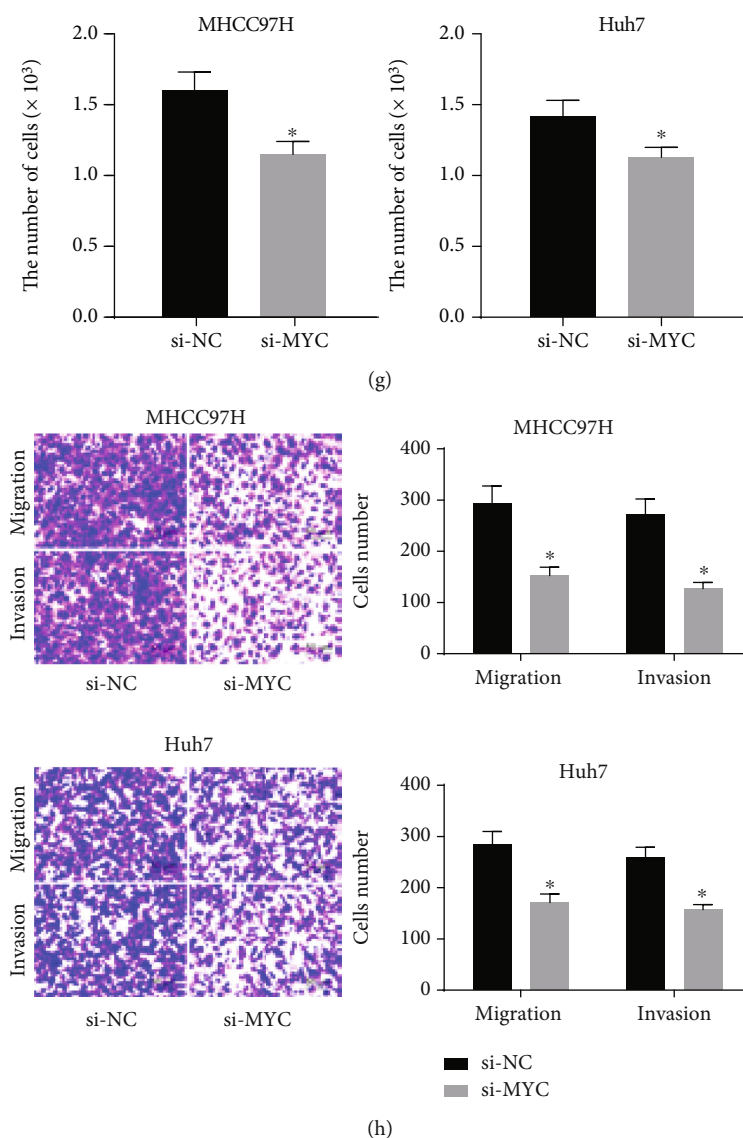 MHCC97H
2.0
1.5
1.0
0.5
0.0
The number of cells (× 10³)
*
si-NC
si-MYC
Huh7
2.0
1.5
1.0
0.5
0.0
The number of cells (× 10³)
*
si-NC
si-MYC
(g)
MHCC97H
Migration
Invasion
si-NC
si-MYC
MHCC97H
400
300
200
100
0
Cells number
*
*
Migration
Invasion
Huh7
Migration
Invasion
si-NC
si-MYC
Huh7
400
300
200
100
0
Cells number
*
*
Migration
Invasion
si-NC
si-MYC
(h)